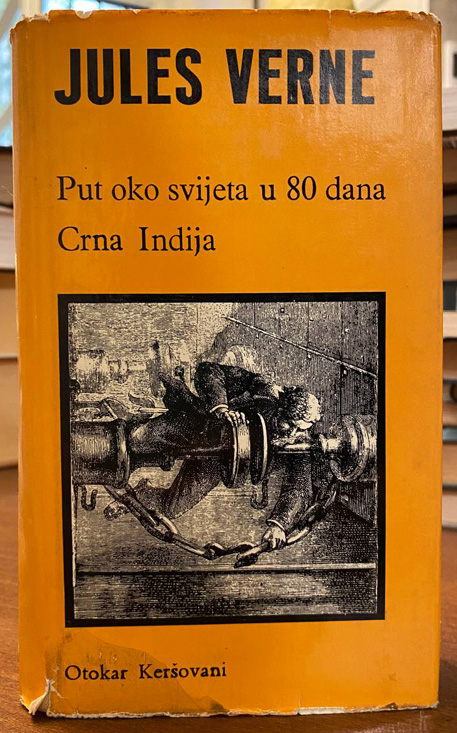 JULES VERNE
Put oko svijeta u 80 dana
Crna Indija
Otokar Keršovani